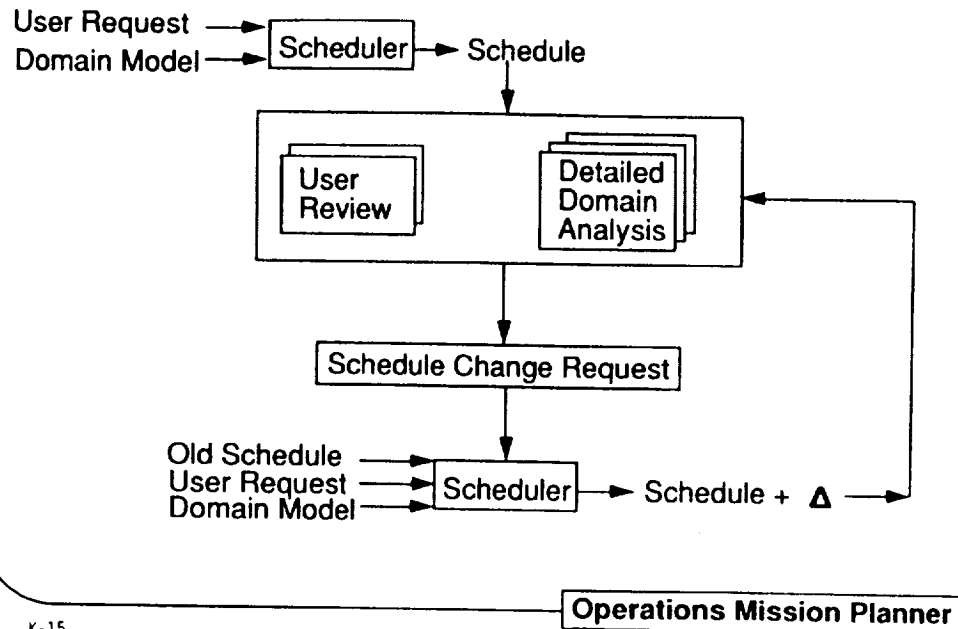 User Request
Domain Model
Scheduler
Schedule
User
Review
Detailed
Domain
Analysis
Schedule Change Request
Old Schedule
User Request
Domain Model
Scheduler
Schedule + Δ
Operations Mission Planner
K-15